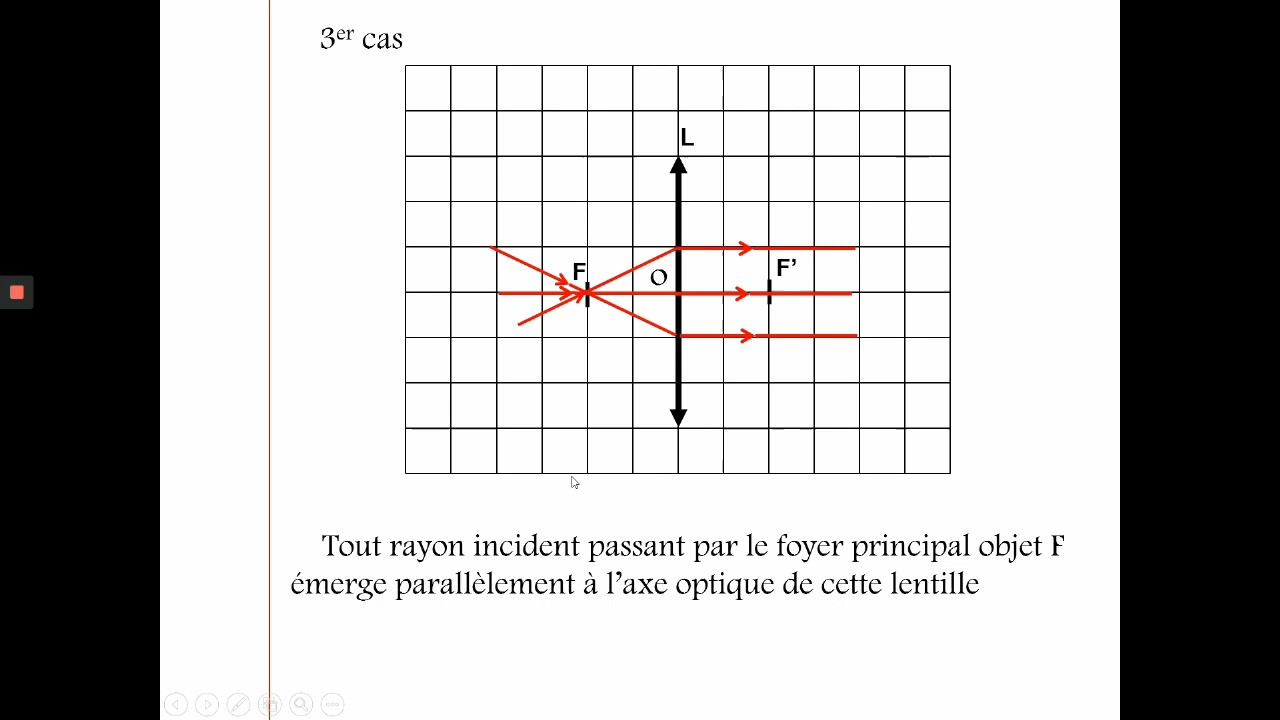 3er cas
L
F
O
F’
Tout rayon incident passant par le foyer principal objet F
émerge parallèlement à l’axe optique de cette lentille